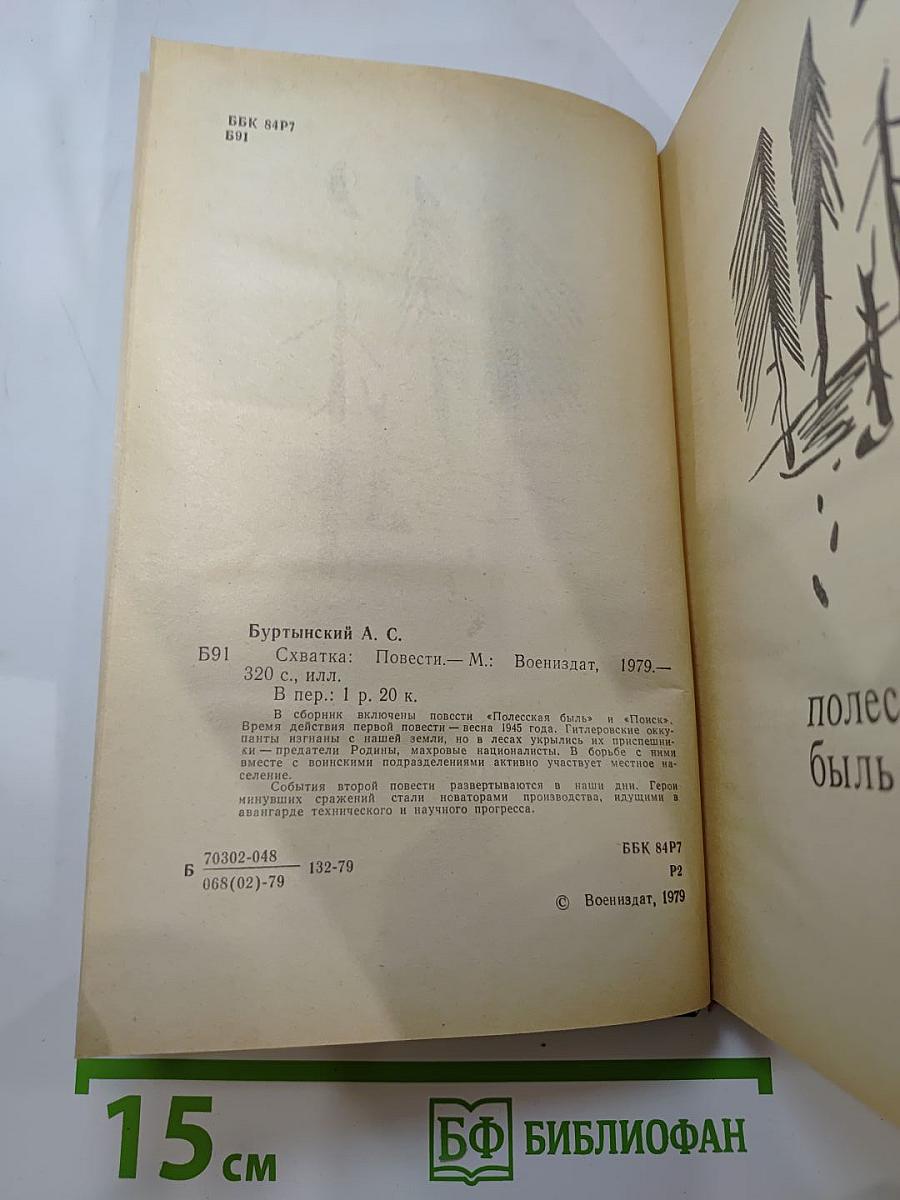 ББК 84Р7
Б91
Буртынский А. С.
Б91 Схватка: Повести.— М.: Воениздат, 1979.—
320 с., илл.
В пер.: 1 р. 20 к.
В сборник включены повести «Полесская быль» и «Поиск».
Время действия первой повести — весна 1945 года. Гитлеровские окку-
панты изгнаны с нашей земли, но в лесах укрылись их приспешни-
ки — предатели Родины, махровые националисты. В борьбе с ними
вместе с воинскими подразделениями активно участвует местное на-
селение.
События второй повести развертываются в наши дни. Герои
минувших сражений стали новаторами производства, идущими в
авангарде технического и научного прогресса.
Б 70302-048 132-79
068(02)-79
ББК 84Р7
Р2
© Воениздат, 1979
полес
быль
15 см
БФ БИБЛИОФАН